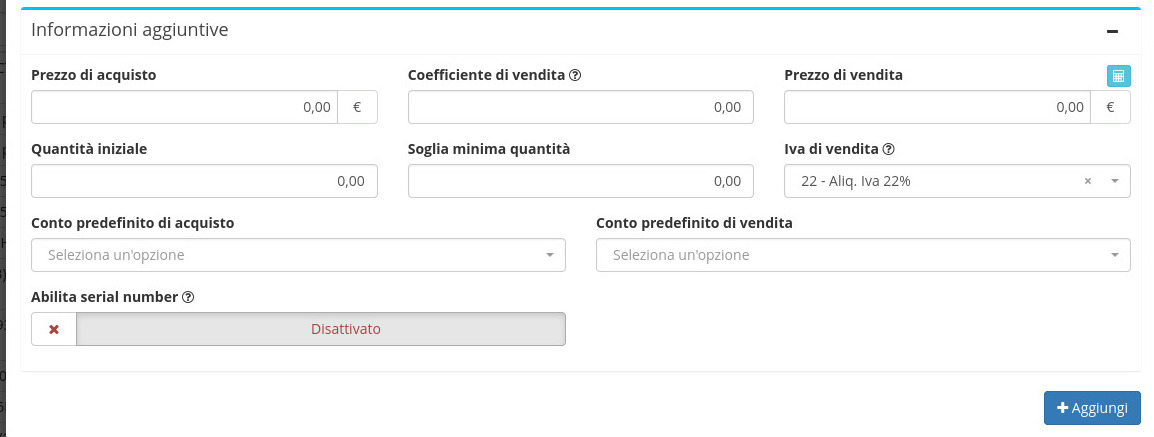 Informazioni aggiuntive
Prezzo di acquisto
Coefficiente di vendita
Prezzo di vendita
0,00 €
0,00
0,00 €
Quantità iniziale
Soglia minima quantità
Iva di vendita
0,00
0,00
22 - Aliq. Iva 22% ×
Conto predefinito di acquisto
Conto predefinito di vendita
Seleziona un'opzione
Seleziona un'opzione
Abilita serial number
Disattivato
Aggiungi